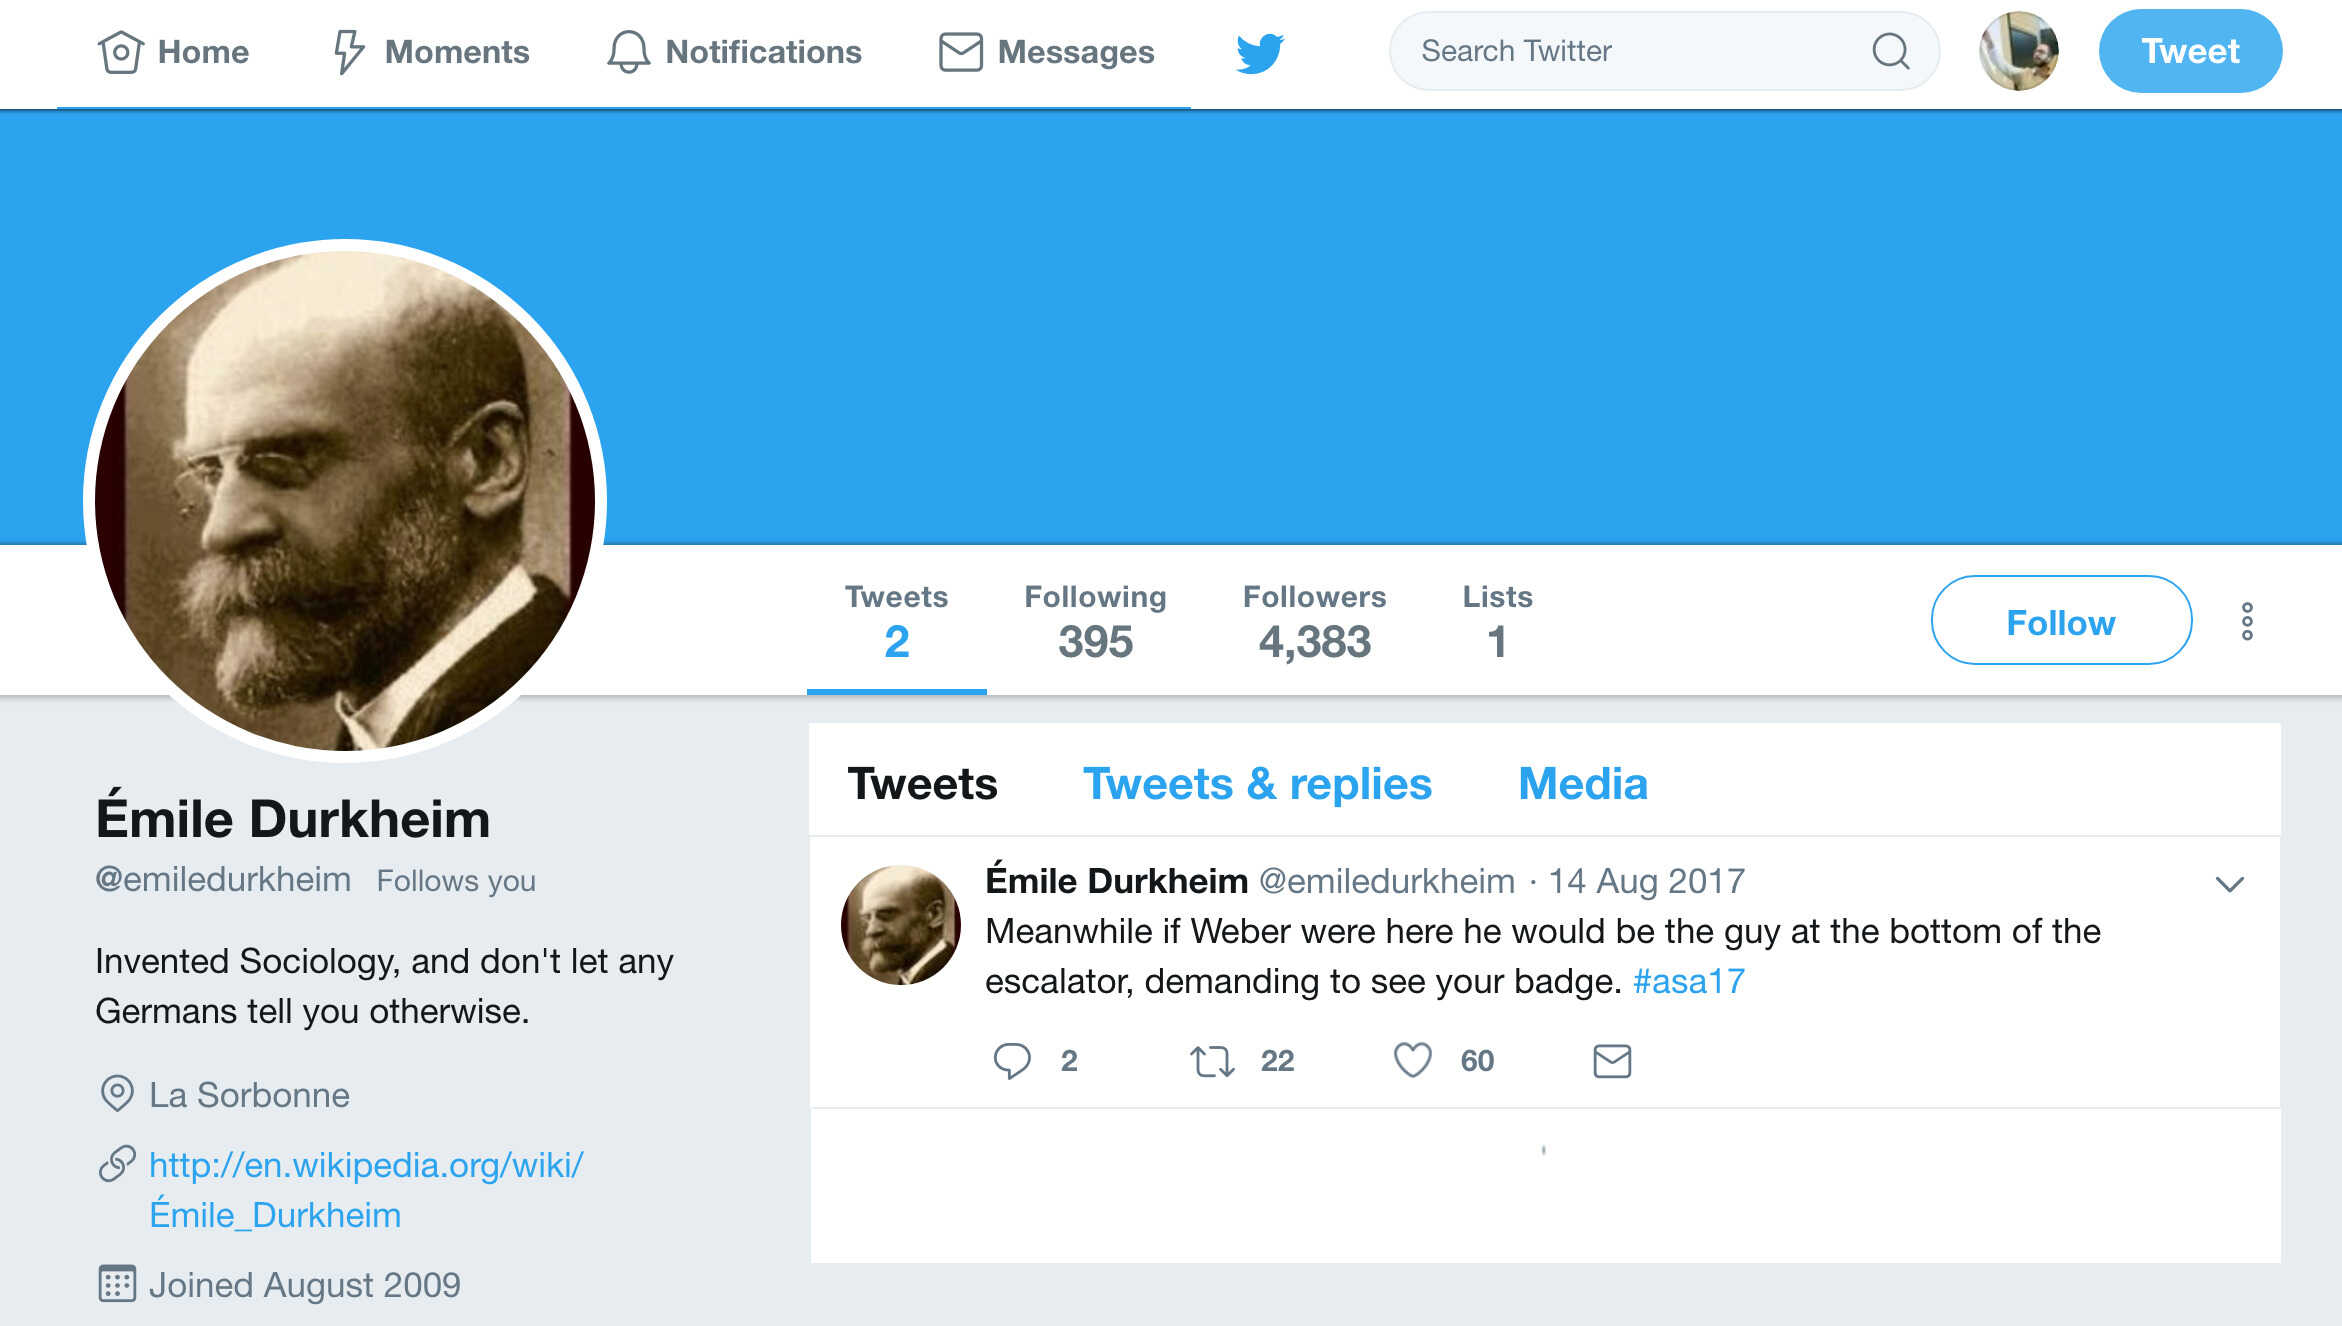 Home
Moments
Notifications
Messages
Search Twitter
Tweet
Tweets
2
Following
395
Followers
4,383
Lists
1
Follow
Émile Durkheim
@emiledurkheim Follows you
Invented Sociology, and don't let any
Germans tell you otherwise.
La Sorbonne
http://en.wikipedia.org/wiki/
Émile_Durkheim
Joined August 2009
Tweets Tweets & replies Media
Émile Durkheim @emiledurkheim · 14 Aug 2017
Meanwhile if Weber were here he would be the guy at the bottom of the
escalator, demanding to see your badge. #asa17
2 22 60